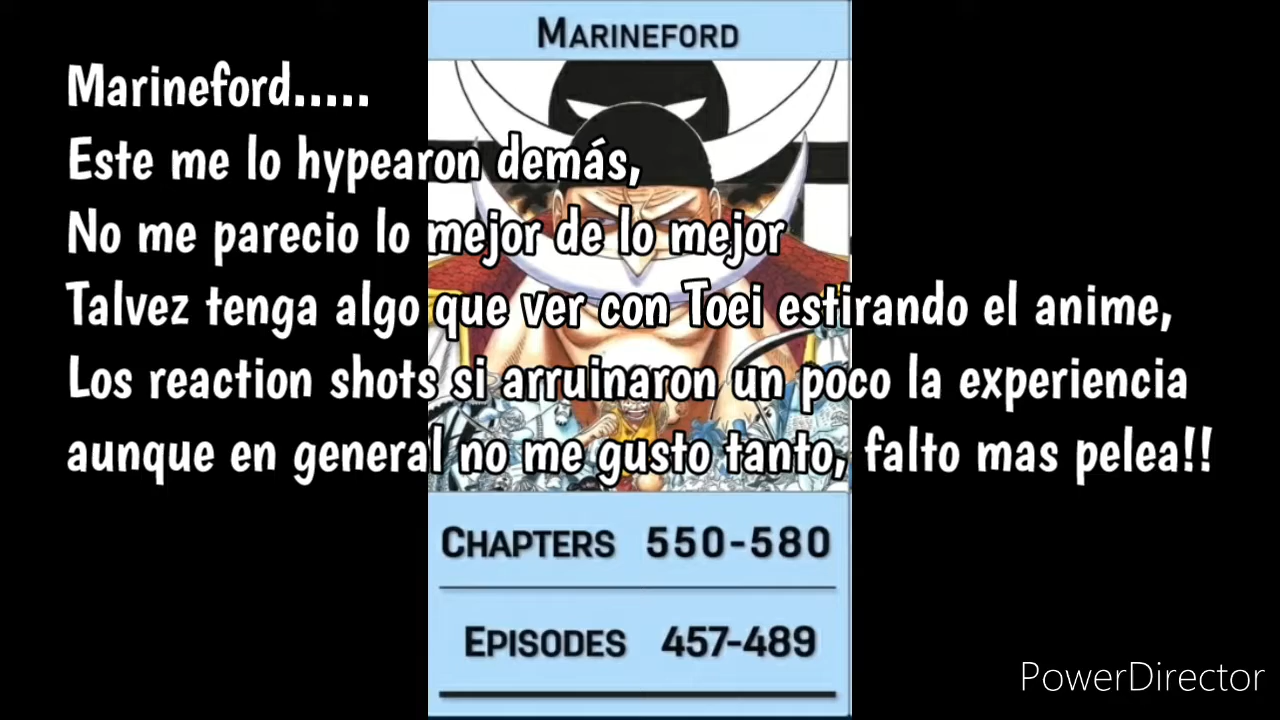 MARINEFORD
Marineford.....
Este me lo hypearon demás,
No me parecio lo mejor de lo mejor
Talvez tenga algo que ver con Toei estirando el anime,
Los reaction shots si arruinaron un poco la experiencia
aunque en general no me gusto tanto, falto mas pelea!!
CHAPTERS 550-580
EPISODES 457-489
PowerDirector